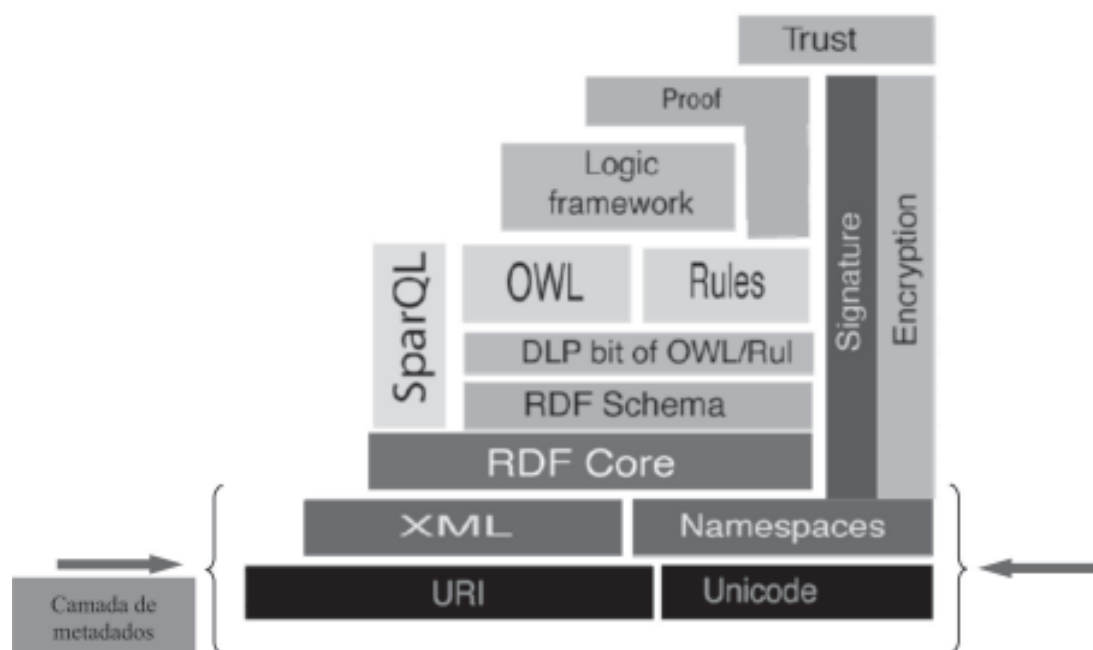 Trust
Proof
Logic
framework
SparQL
OWL
Rules
Signature
Encryption
DLP bit of OWL/Rul
RDF Schema
RDF Core
XML
Namespaces
URI
Unicode
Camada de
metadados